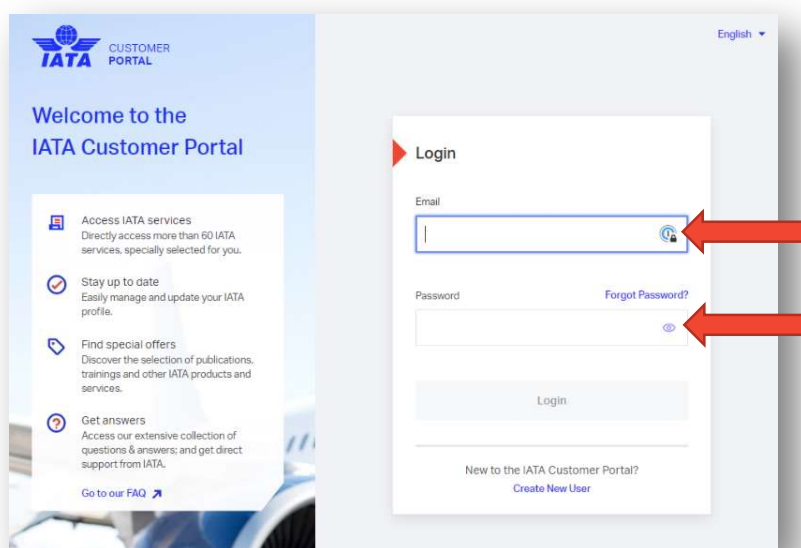 IATA
CUSTOMER
PORTAL
English
Welcome to the
IATA Customer Portal
Access IATA services
Directly access more than 60 IATA
services, specially selected for you.
Stay up to date
Easily manage and update your IATA
profile.
Find special offers
Discover the selection of publications,
trainings and other IATA products and
services.
Get answers
Access our extensive collection of
questions & answers; and get direct
support from IATA.
Go to our FAQ
Login
Email
Password Forgot Password?
Login
New to the IATA Customer Portal?
Create New User